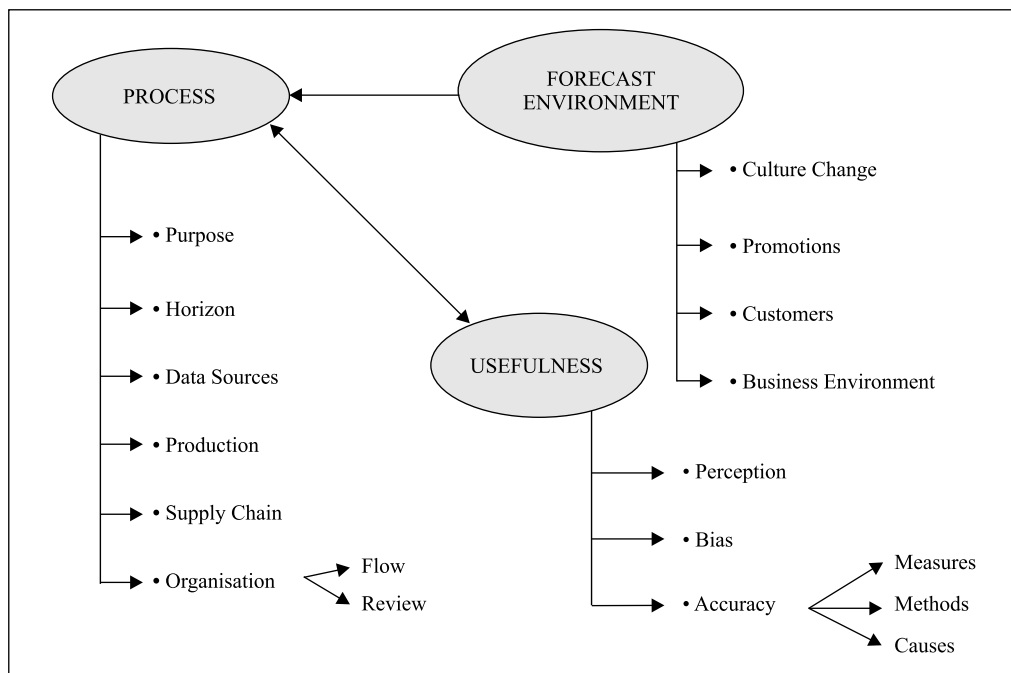 PROCESS
• Purpose
• Horizon
• Data Sources
• Production
• Supply Chain
• Organisation
Flow
Review
FORECAST
ENVIRONMENT
• Culture Change
• Promotions
• Customers
• Business Environment
USEFULNESS
• Perception
• Bias
• Accuracy
Measures
Methods
Causes